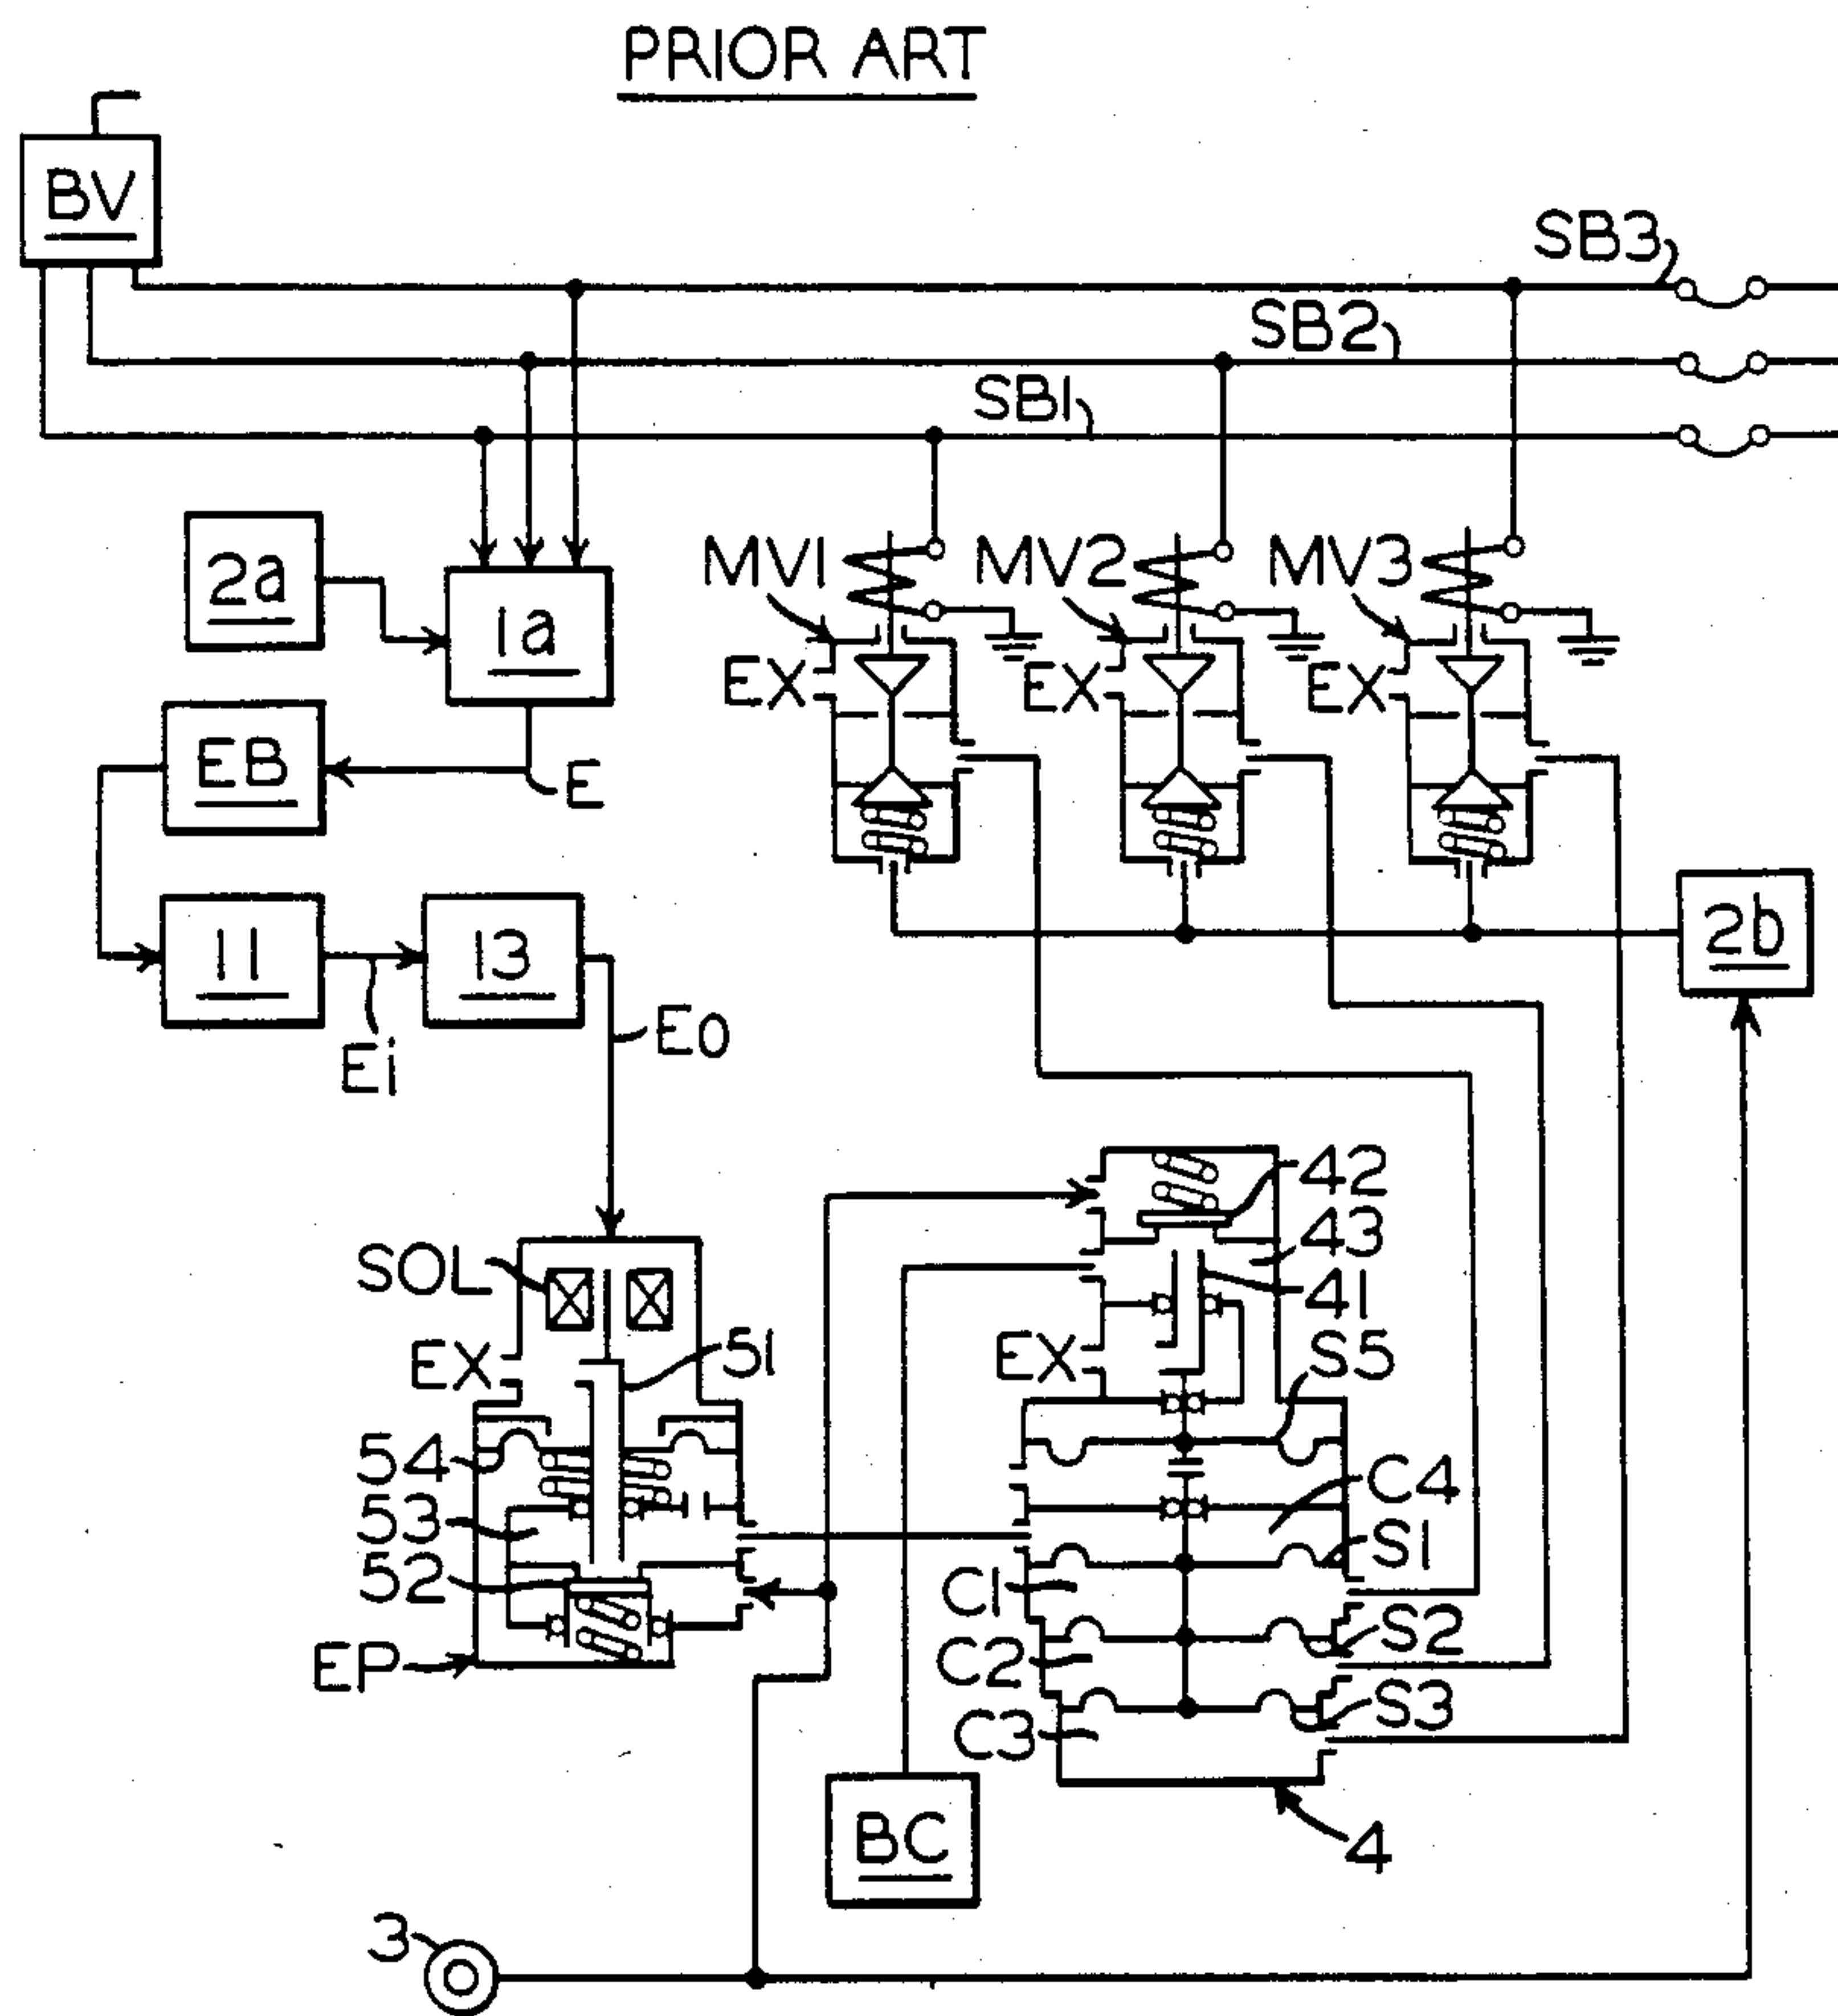 PRIOR ART
BV
SB3
SB2
SB1
2a
1a
MV1
MV2
MV3
EX
EX
EX
EB
E
11
13
2b
Ei
EO
42
43
SOL
41
EX
51
EX
S5
54
C4
53
S1
52
C1
S2
EP
C2
S3
C3
BC
4
3